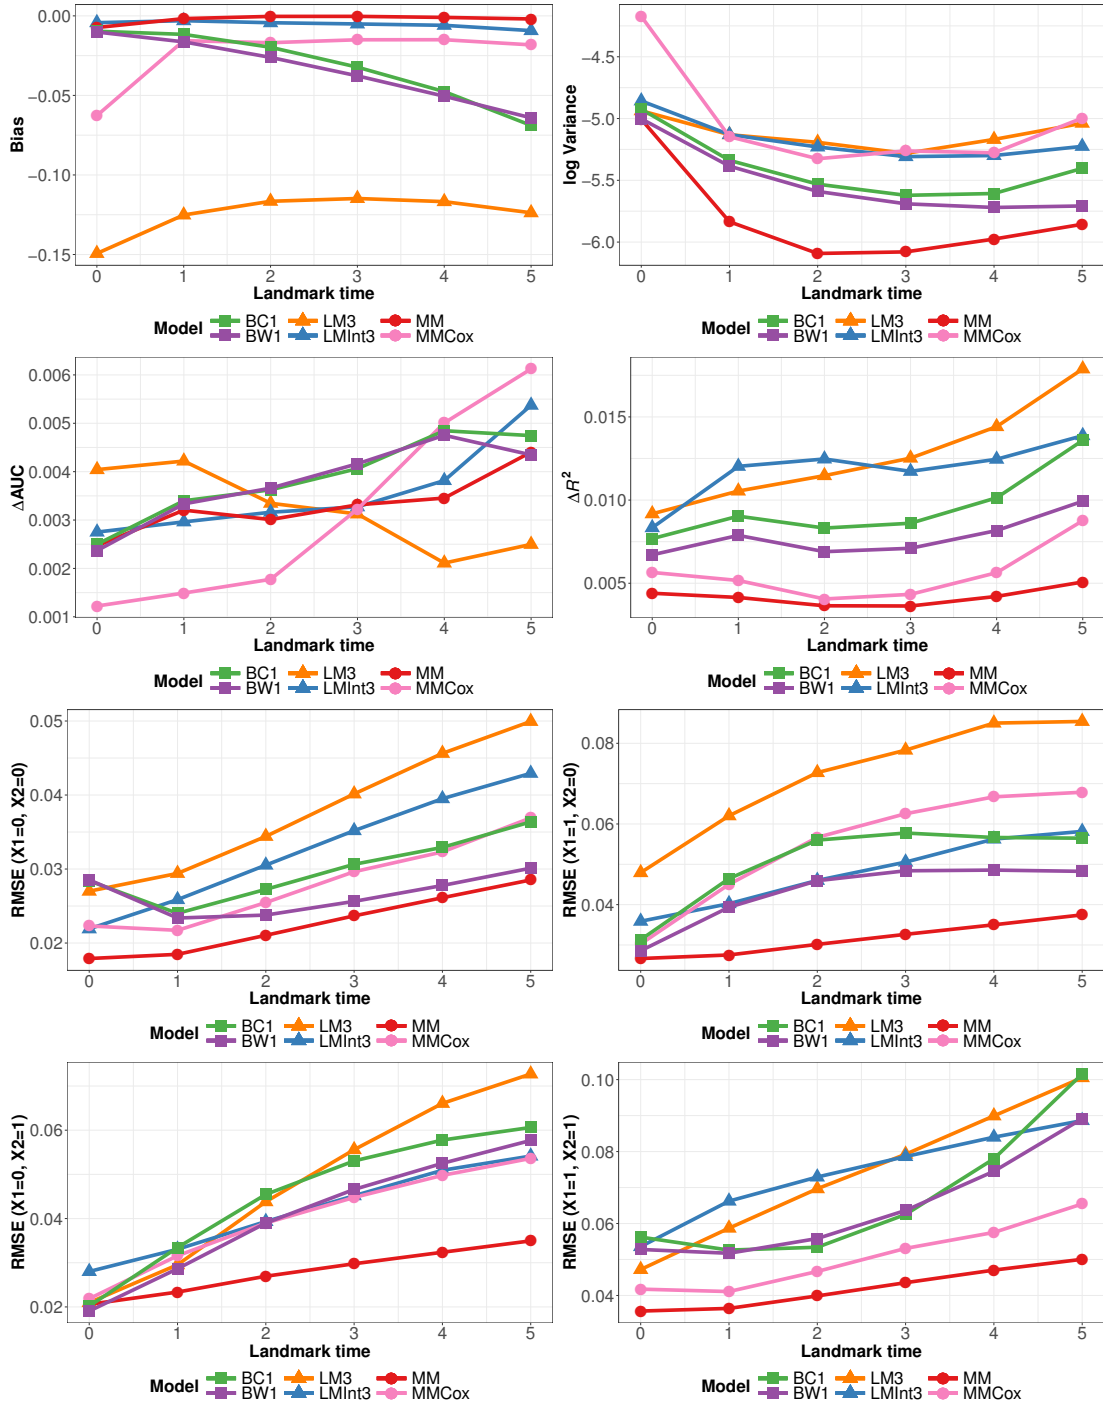 0.00
−0.05
−0.10
−0.15
Bias
0 1 2 3 4 5
Landmark time
Model BC1 LM3 MM
BW1 LMInt3 MMCox
−4.5
−5.0
−5.5
−6.0
log Variance
0 1 2 3 4 5
Landmark time
Model BC1 LM3 MM
BW1 LMInt3 MMCox
0.006
0.005
0.004
0.003
0.002
0.001
ΔAUC
0 1 2 3 4 5
Landmark time
Model BC1 LM3 MM
BW1 LMInt3 MMCox
0.015
0.010
0.005
ΔR²
0 1 2 3 4 5
Landmark time
Model BC1 LM3 MM
BW1 LMInt3 MMCox
0.05
0.04
0.03
0.02
RMSE (X1=0, X2=0)
0 1 2 3 4 5
Landmark time
Model BC1 LM3 MM
BW1 LMInt3 MMCox
0.08
0.06
0.04
RMSE (X1=1, X2=0)
0 1 2 3 4 5
Landmark time
Model BC1 LM3 MM
BW1 LMInt3 MMCox
0.06
0.04
0.02
RMSE (X1=0, X2=1)
0 1 2 3 4 5
Landmark time
Model BC1 LM3 MM
BW1 LMInt3 MMCox
0.10
0.08
0.06
0.04
RMSE (X1=1, X2=1)
0 1 2 3 4 5
Landmark time
Model BC1 LM3 MM
BW1 LMInt3 MMCox